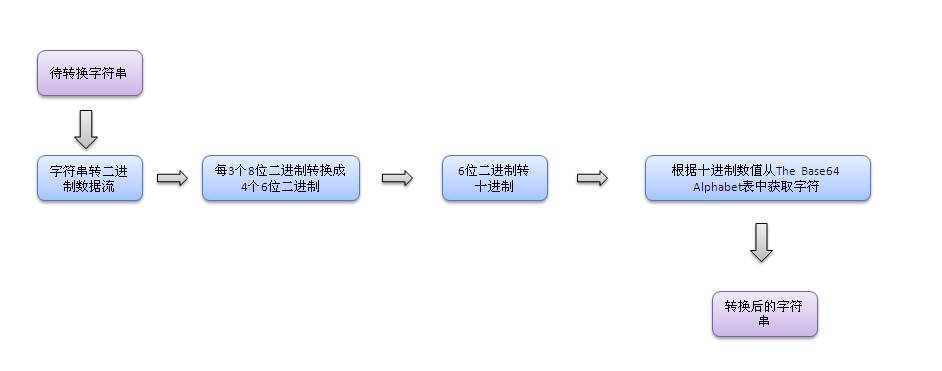 待转换字符串
字符串转二进
制数据流
每3个8位二进制转换成
4个6位二进制
6位二进制转
十进制
根据十进制数值从The Base64
Alphabet表中获取字符
转换后的字符
串